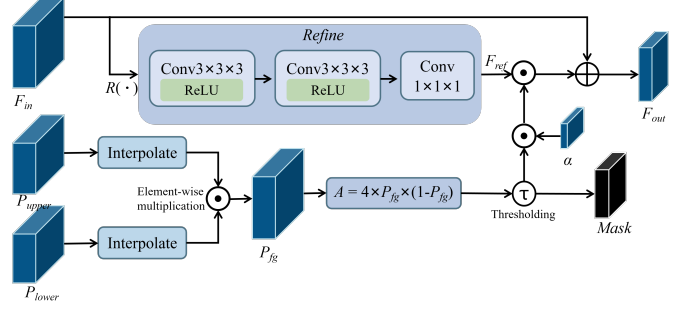 Refine
Conv3×3×3
ReLU
Conv3×3×3
ReLU
Conv
1×1×1
F_in
R(·)
F_ref
F_out
P_upper
Interpolate
Element-wise
multiplication
P_fg
A = 4×P_fg×(1-P_fg)
τ
Thresholding
α
Mask
P_lower
Interpolate